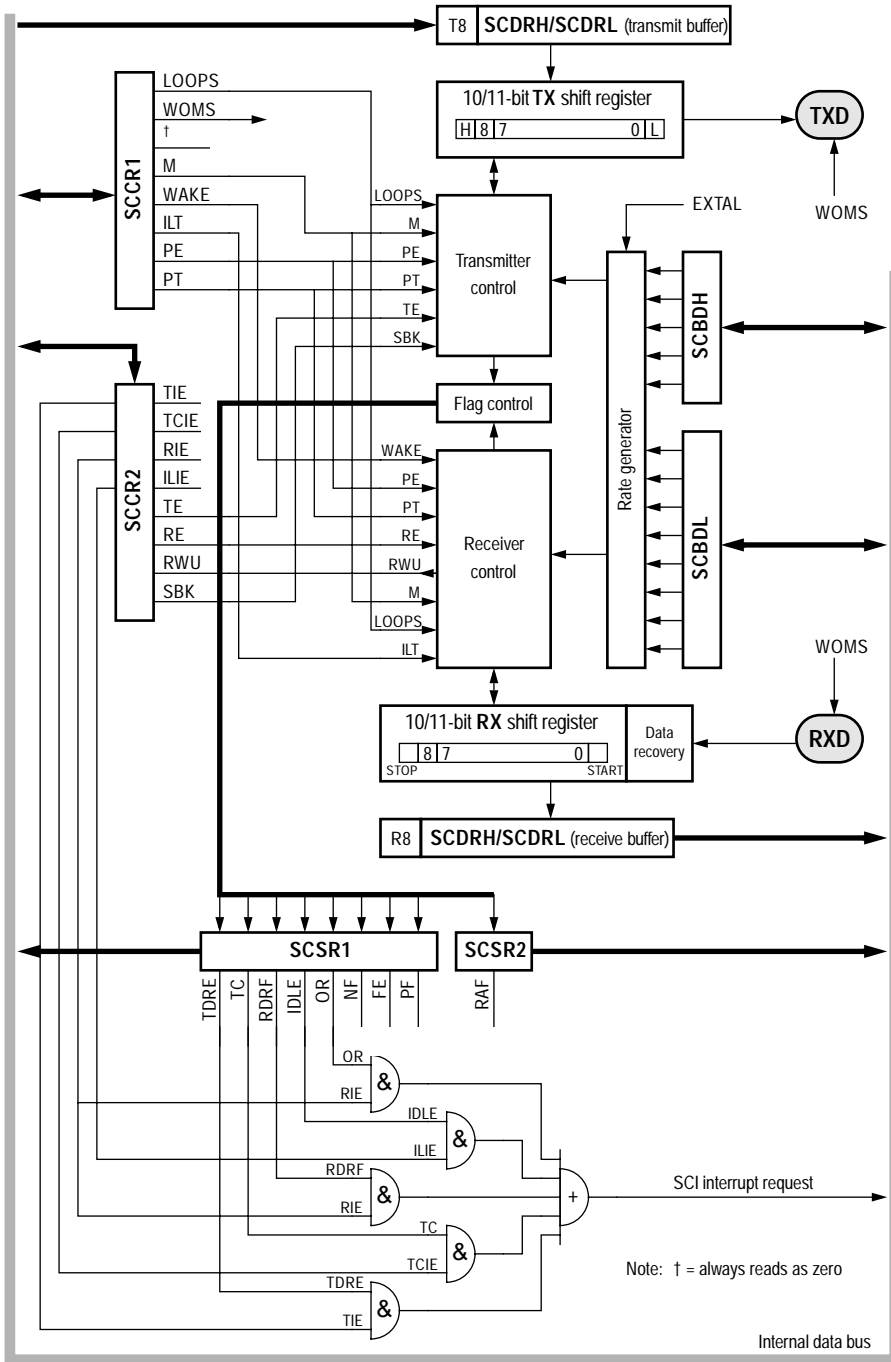 T8 SCDRH/SCDRL (transmit buffer)
10/11-bit TX shift register
H 8 7 0 L
TXD
WOMS
SCCR1
LOOPS
WOMS
†
M
WAKE
ILT
PE
PT
LOOPS
M
PE
PT
TE
SBK
Transmitter
control
EXTAL
Rate generator
SCBDH
SCBDL
Flag control
SCCR2
TIE
TCIE
RIE
ILIE
TE
RE
RWU
SBK
WAKE
PE
PT
RE
RWU
M
LOOPS
ILT
Receiver
control
WOMS
RXD
10/11-bit RX shift register
8 7 0
STOP START
Data
recovery
R8 SCDRH/SCDRL (receive buffer)
SCSR1
SCSR2
TDRE
TC
RDRF
IDLE
OR
NF
FE
PF
RAF
OR
RIE
&
IDLE
ILIE
&
RDRF
RIE
&
TC
TCIE
&
TDRE
TIE
&
+
SCI interrupt request
Note: † = always reads as zero
Internal data bus